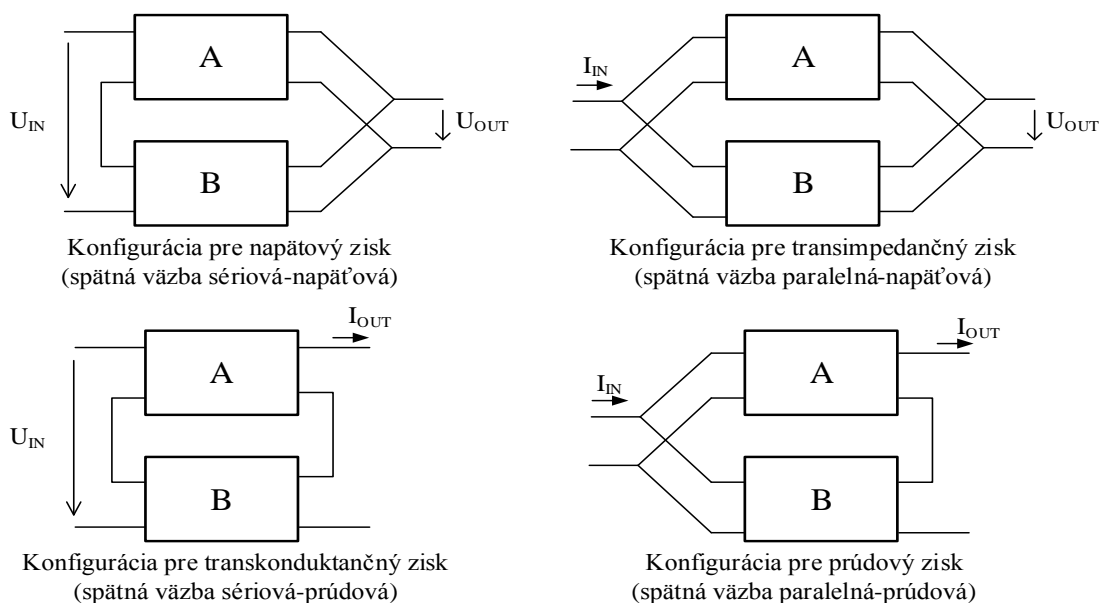 A
B
U_IN
U_OUT
Konfigurácia pre napätový zisk
(spätná väzba sériová-napäťová)
I_IN
A
B
U_OUT
Konfigurácia pre transimpedančný zisk
(spätná väzba paralelná-napäťová)
I_OUT
A
U_IN
B
Konfigurácia pre transkonduktančný zisk
(spätná väzba sériová-prúdová)
I_OUT
A
I_IN
B
Konfigurácia pre prúdový zisk
(spätná väzba paralelná-prúdová)